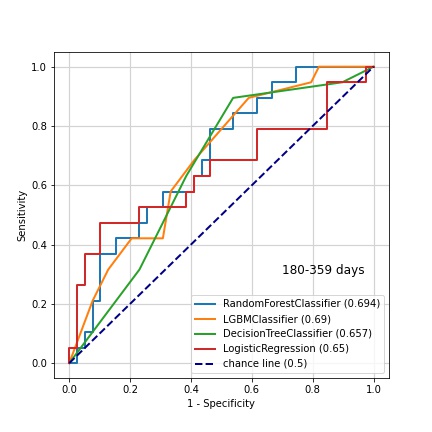 1.0
0.8
0.6
0.4
0.2
0.0
Sensitivity
180-359 days
RandomForestClassifier (0.694)
LGBMClassifier (0.69)
DecisionTreeClassifier (0.657)
LogisticRegression (0.65)
chance line (0.5)
0.0 0.2 0.4 0.6 0.8 1.0
1 - Specificity